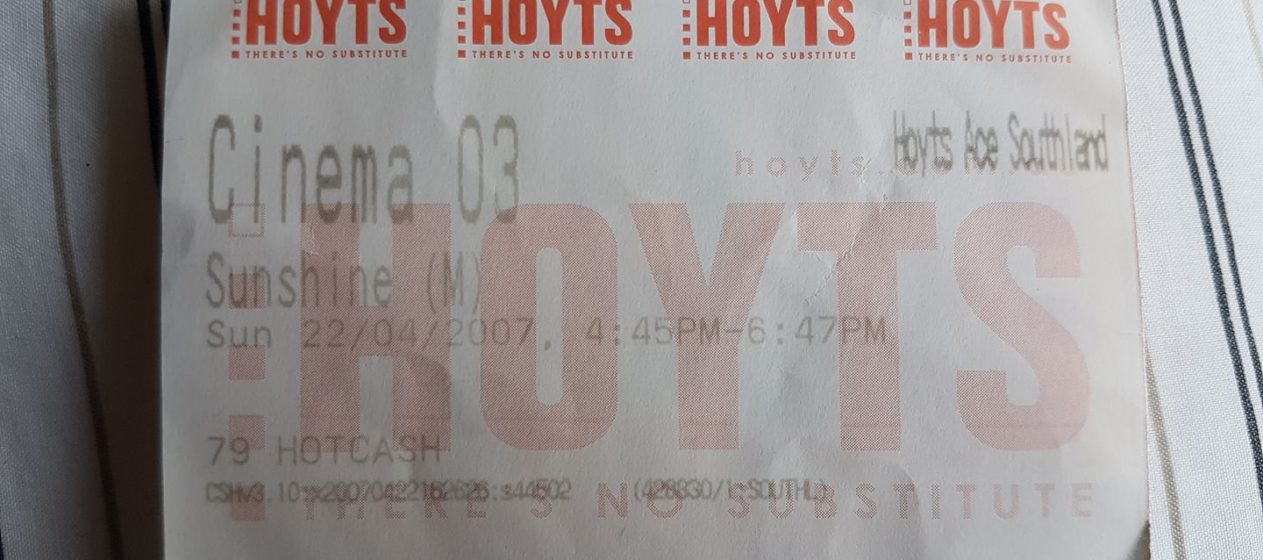 HOYTS HOYTS HOYTS HOYTS
THERE'S NO SUBSTITUTE THERE'S NO SUBSTITUTE THERE'S NO SUBSTITUTE THERE'S NO SUBSTITUTE
Cinema 03
hoyts. Hoyts Ace Southland
HOYTS
Sunshine (M)
Sun 22/04/2007, 4:45PM-6:47PM
79 HOTCASH
THERE'S NO SUBSTITUTE